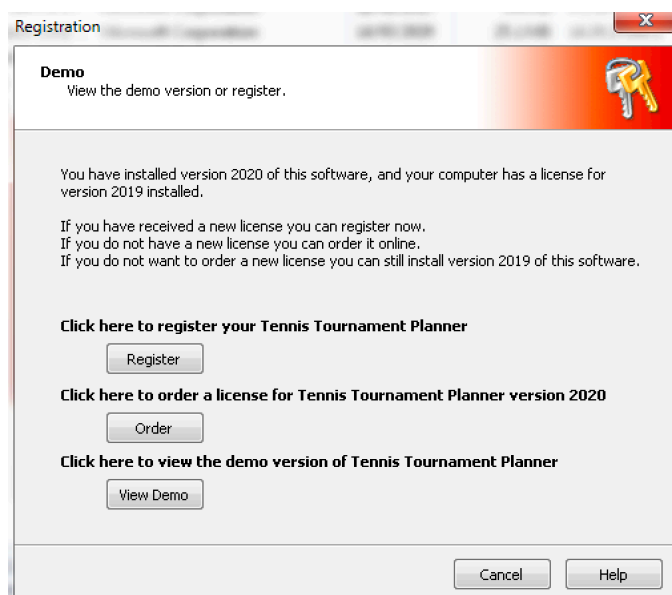 Registration
Demo
View the demo version or register.
You have installed version 2020 of this software, and your computer has a license for
version 2019 installed.
If you have received a new license you can register now.
If you do not have a new license you can order it online.
If you do not want to order a new license you can still install version 2019 of this software.
Click here to register your Tennis Tournament Planner
Register
Click here to order a license for Tennis Tournament Planner version 2020
Order
Click here to view the demo version of Tennis Tournament Planner
View Demo
Cancel
Help